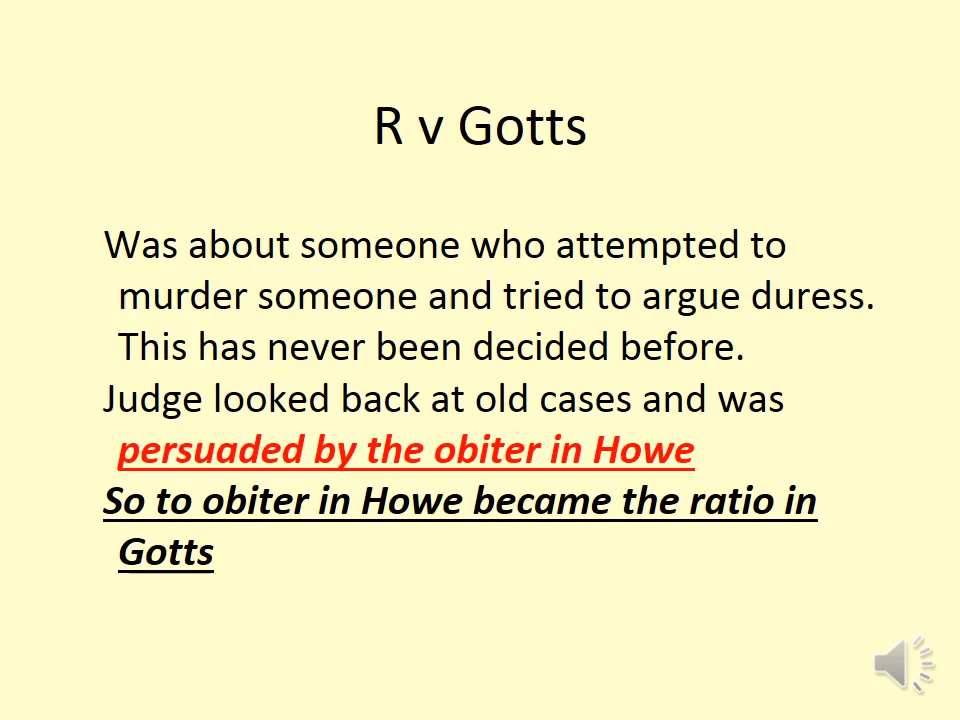 R v Gotts
Was about someone who attempted to
murder someone and tried to argue duress.
This has never been decided before.
Judge looked back at old cases and was
persuaded by the obiter in Howe
So to obiter in Howe became the ratio in
Gotts